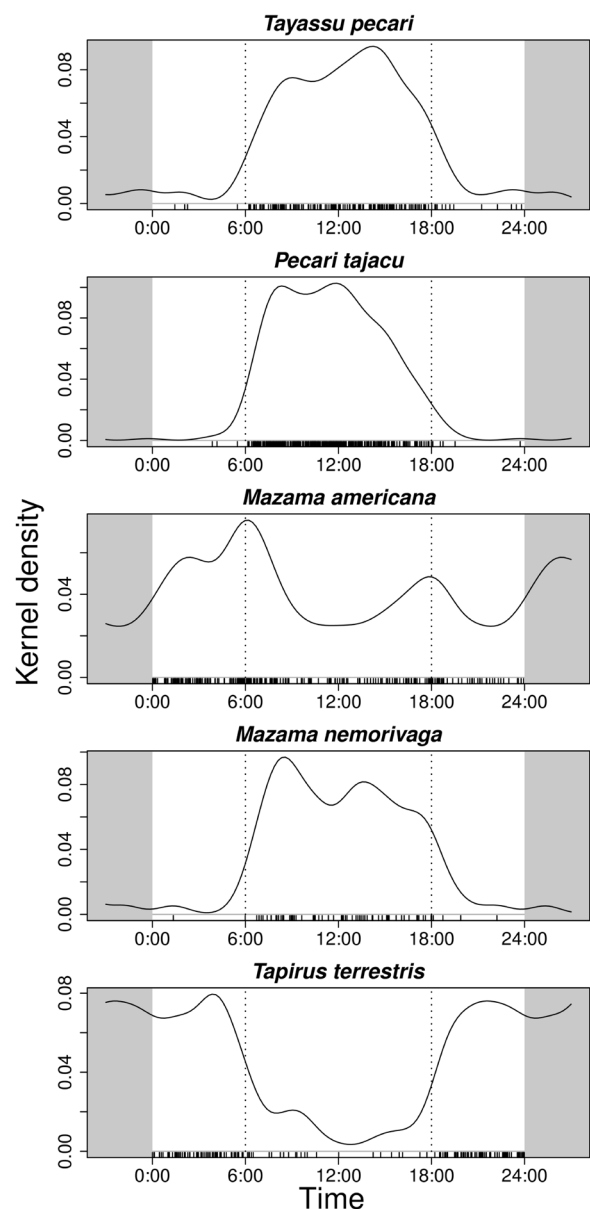 Tayassu pecari
0.08
0.04
0.00
0:00 6:00 12:00 18:00 24:00
Pecari tajacu
0.08
0.04
0.00
0:00 6:00 12:00 18:00 24:00
Mazama americana
0.04
0.00
0:00 6:00 12:00 18:00 24:00
Kernel density
Mazama nemorivaga
0.08
0.04
0.00
0:00 6:00 12:00 18:00 24:00
Tapirus terrestris
0.08
0.04
0.00
0:00 6:00 12:00 18:00 24:00
Time